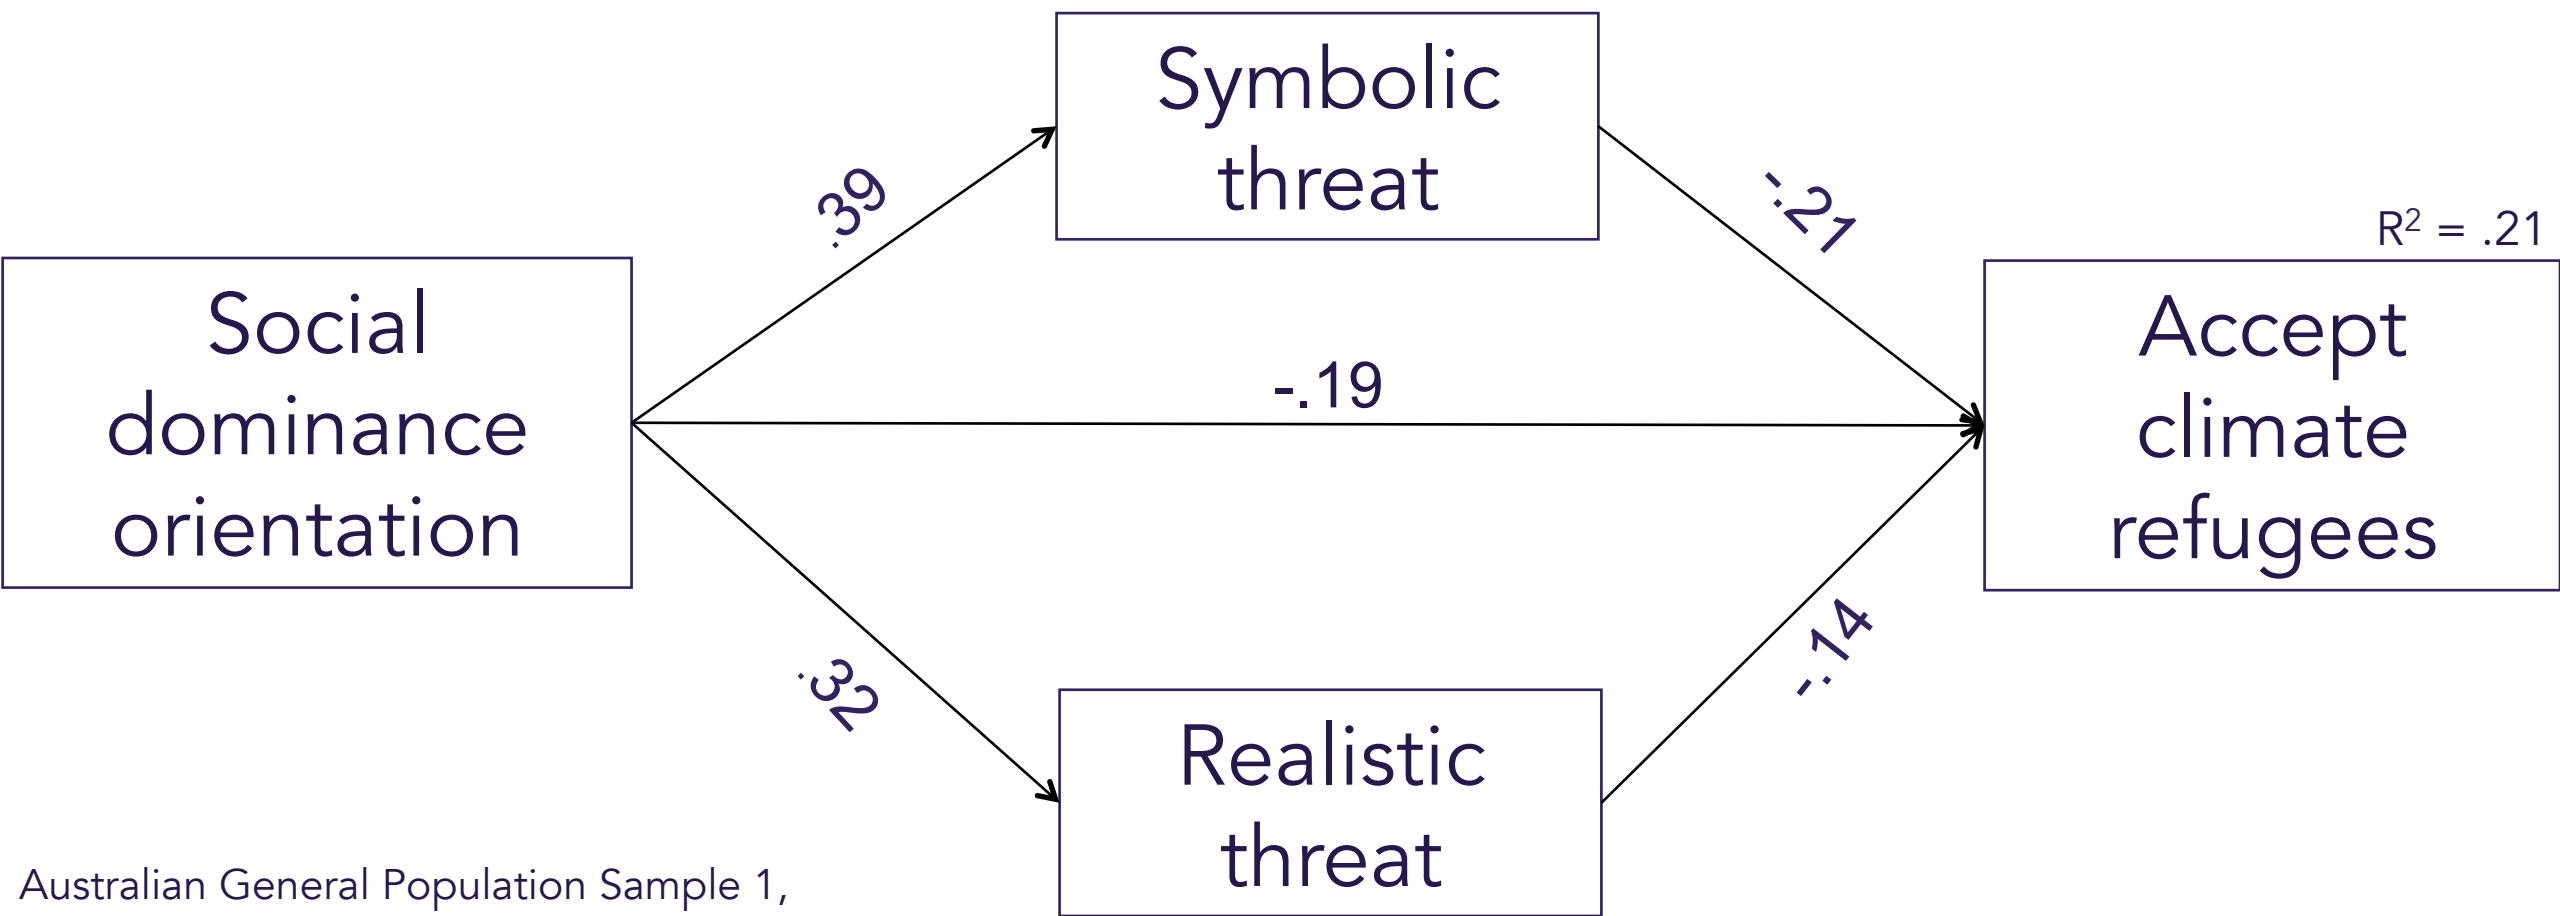 Symbolic
threat
.39
-.21
R² = .21
Social
dominance
orientation
-.19
Accept
climate
refugees
.32
-.14
Realistic
threat
Australian General Population Sample 1,